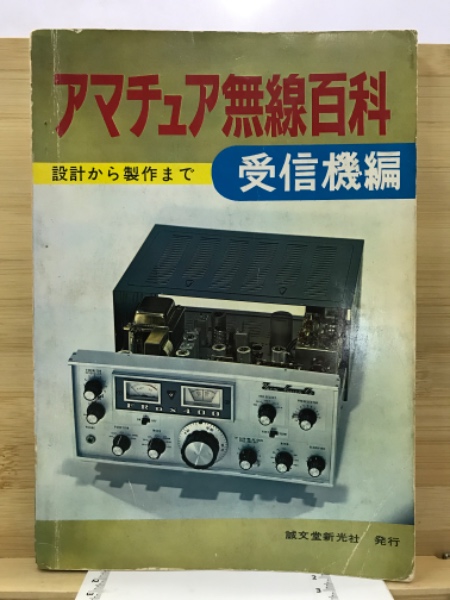 アマチュア無線百科
設計から製作まで
受信機編
FRDX400
誠文堂新光社 発行